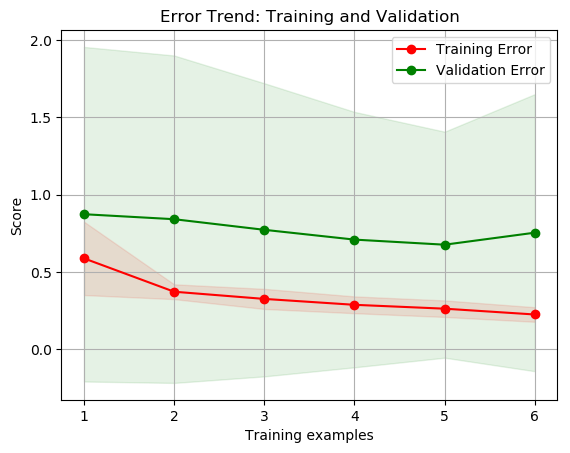 Error Trend: Training and Validation
Training Error
Validation Error
2.0
1.5
1.0
0.5
0.0
Score
1 2 3 4 5 6
Training examples